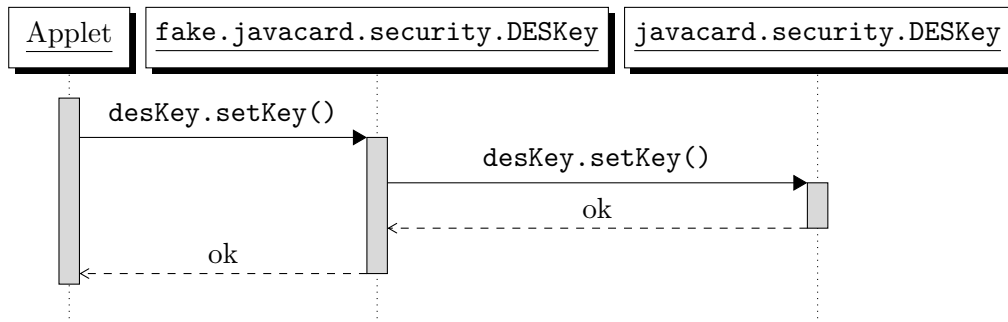 Applet
fake.javacard.security.DESKey
javacard.security.DESKey
desKey.setKey()
desKey.setKey()
ok
ok